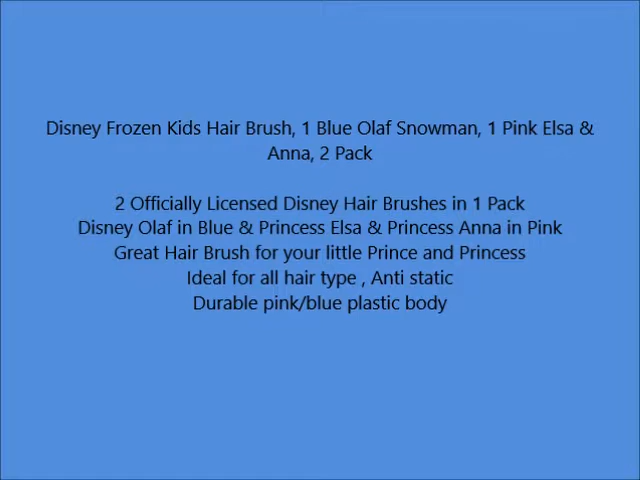 Disney Frozen Kids Hair Brush, 1 Blue Olaf Snowman, 1 Pink Elsa &
Anna, 2 Pack
2 Officially Licensed Disney Hair Brushes in 1 Pack
Disney Olaf in Blue & Princess Elsa & Princess Anna in Pink
Great Hair Brush for your little Prince and Princess
Ideal for all hair type , Anti static
Durable pink/blue plastic body